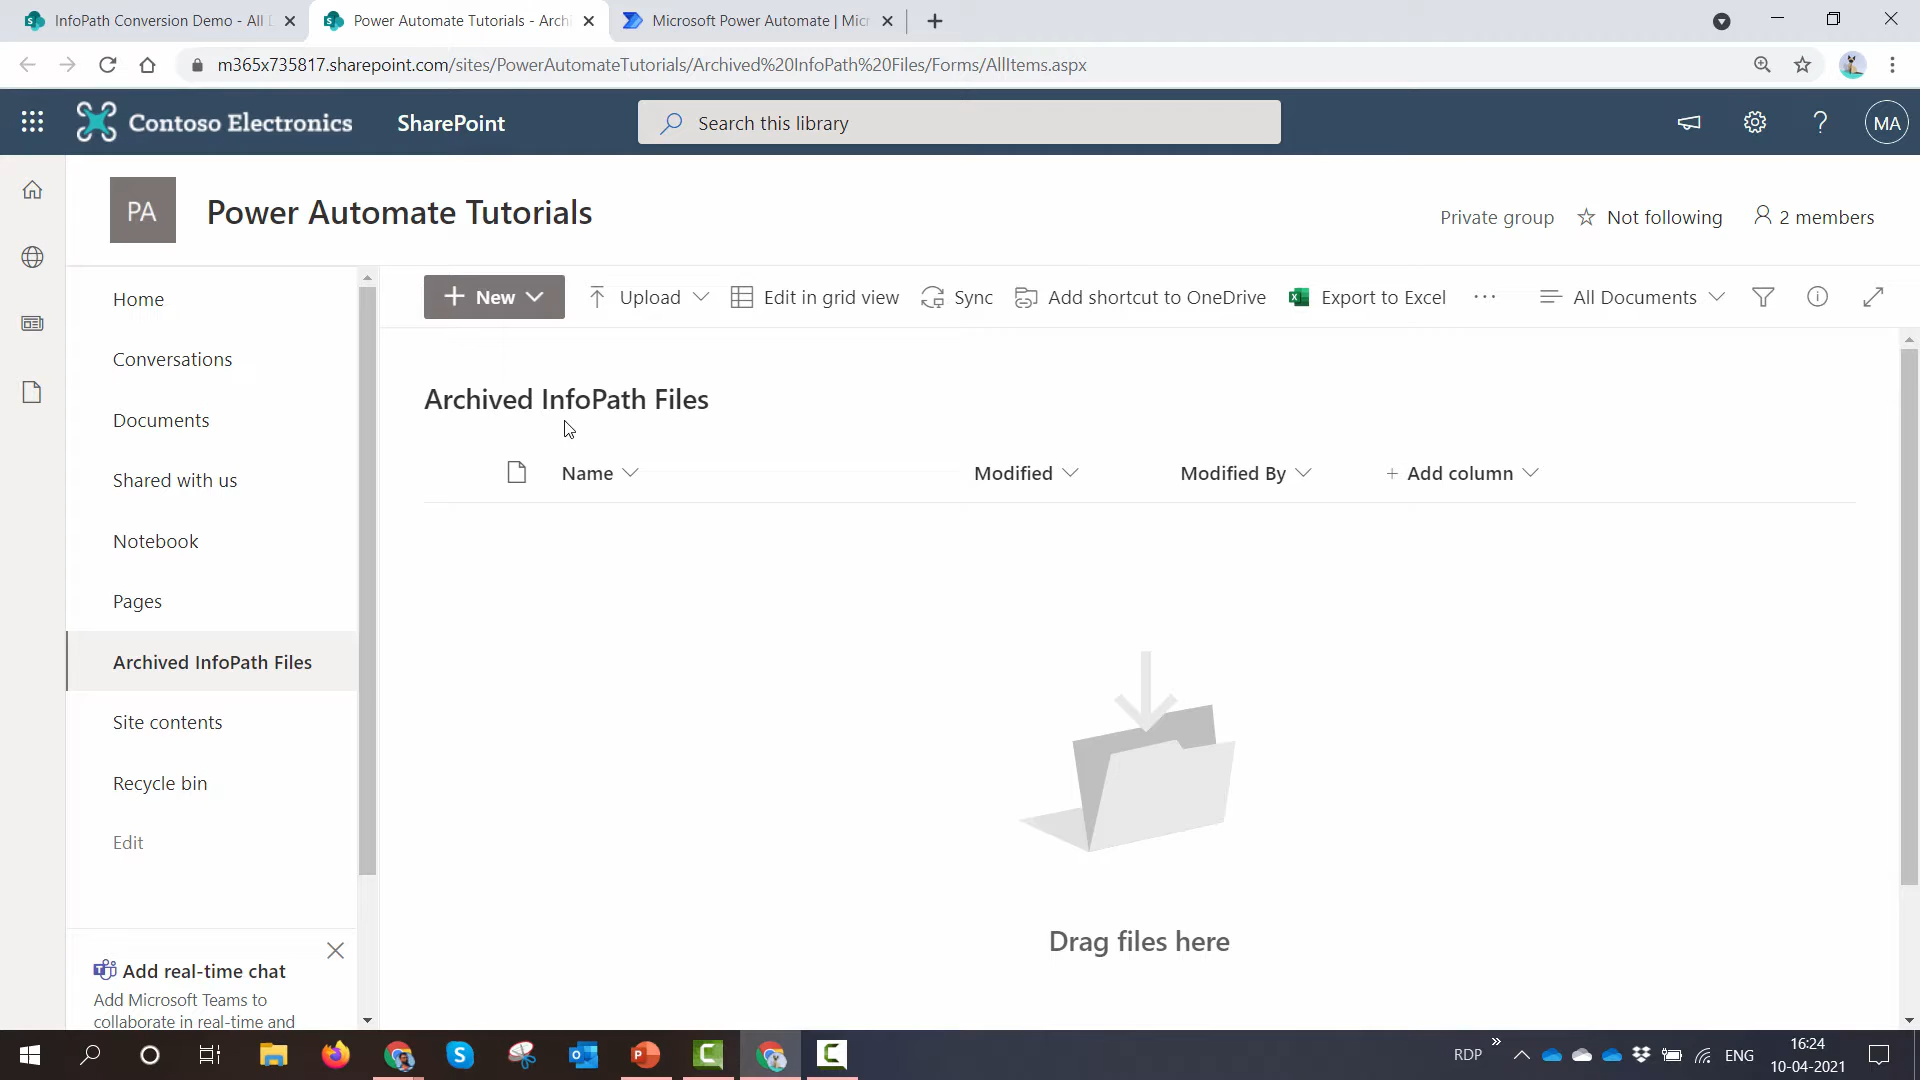 InfoPath Conversion Demo - All D
Power Automate Tutorials - Archi
Microsoft Power Automate | Micr
m365x735817.sharepoint.com/sites/PowerAutomateTutorials/Archived%20InfoPath%20Files/Forms/AllItems.aspx
Contoso Electronics
SharePoint
Search this library
MA
PA
Power Automate Tutorials
Private group
Not following
2 members
Home
Conversations
Documents
Shared with us
Notebook
Pages
Archived InfoPath Files
Site contents
Recycle bin
Edit
Add real-time chat
Add Microsoft Teams to
collaborate in real-time and
New
Upload
Edit in grid view
Sync
Add shortcut to OneDrive
Export to Excel
All Documents
Archived InfoPath Files
Name
Modified
Modified By
Add column
Drag files here
RDP
ENG
16:24
10-04-2021